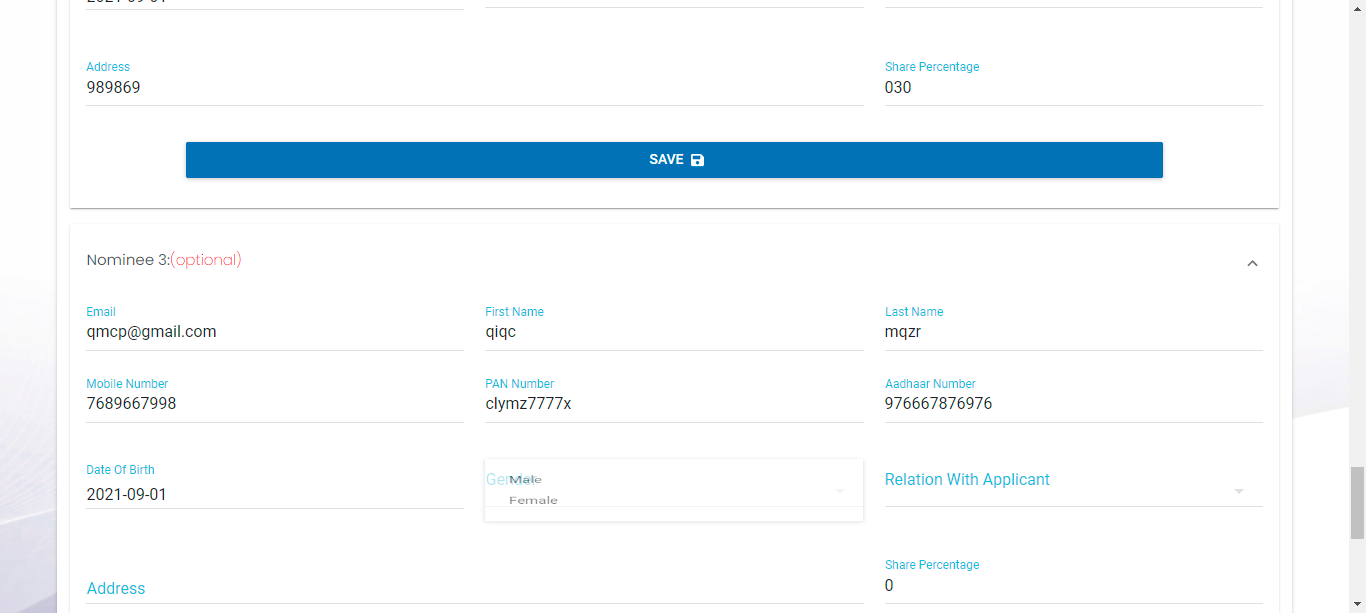 Address
Share Percentage
989869
030
SAVE
Nominee 3:(optional)
Email
First Name
Last Name
qmcp@gmail.com
qiqc
mqzr
Mobile Number
PAN Number
Aadhaar Number
7689667998
clymz7777x
976667876976
Date Of Birth
Gender
Male
Relation With Applicant
2021-09-01
Female
Share Percentage
Address
0